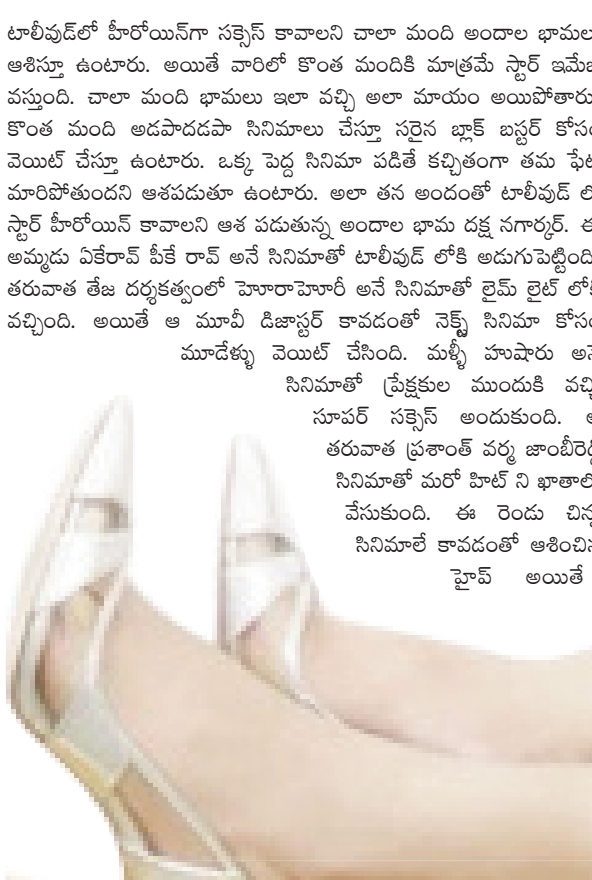 టాలీవుడ్‌లో హీరోయిన్‌గా సక్సెస్ కావాలని చాలా మంది అందాల భామలు
ఆశిస్తూ ఉంటారు. అయితే వారిలో కొంత మందికి మాత్రమే స్టార్ ఇమేజ్
వస్తుంది. చాలా మంది భామలు ఇలా వచ్చి అలా మాయం అయిపోతారు.
కొంత మంది అడపాదడపా సినిమాలు చేస్తూ సరైన బ్లాక్ బస్టర్ కోసం
వెయిట్ చేస్తూ ఉంటారు. ఒక్క పెద్ద సినిమా పడితే కచ్చితంగా తమ ఫేట్
మారిపోతుందని ఆశపడుతూ ఉంటారు. అలా తన అందంతో టాలీవుడ్ లో
స్టార్ హీరోయిన్ కావాలని ఆశ పడుతున్న అందాల భామ దక్ష నగార్కర్. ఈ
అమ్మడు ఏకేరావ్ పీకే రావ్ అనే సినిమాతో టాలీవుడ్ లోకి అడుగుపెట్టింది.
తరువాత తేజ దర్శకత్వంలో హెూరాహెూరీ అనే సినిమాతో లైమ్ లైట్ లోకి
వచ్చింది. అయితే ఆ మూవీ డిజాస్టర్ కావడంతో నెక్స్ట్ సినిమా కోసం
మూడేళ్ళు వెయిట్ చేసింది. మళ్ళీ హుషారు అనే
సినిమాతో ప్రేక్షకుల ముందుకి వచ్చి
సూపర్ సక్సెస్ అందుకుంది. ఆ
తరువాత ప్రశాంత్ వర్మ జాంబీరెడ్డి
సినిమాతో మరో హిట్ ని ఖాతాలో
వేసుకుంది. ఈ రెండు చిన్న
సినిమాలే కావడంతో ఆశించిన
హైప్ అయితే